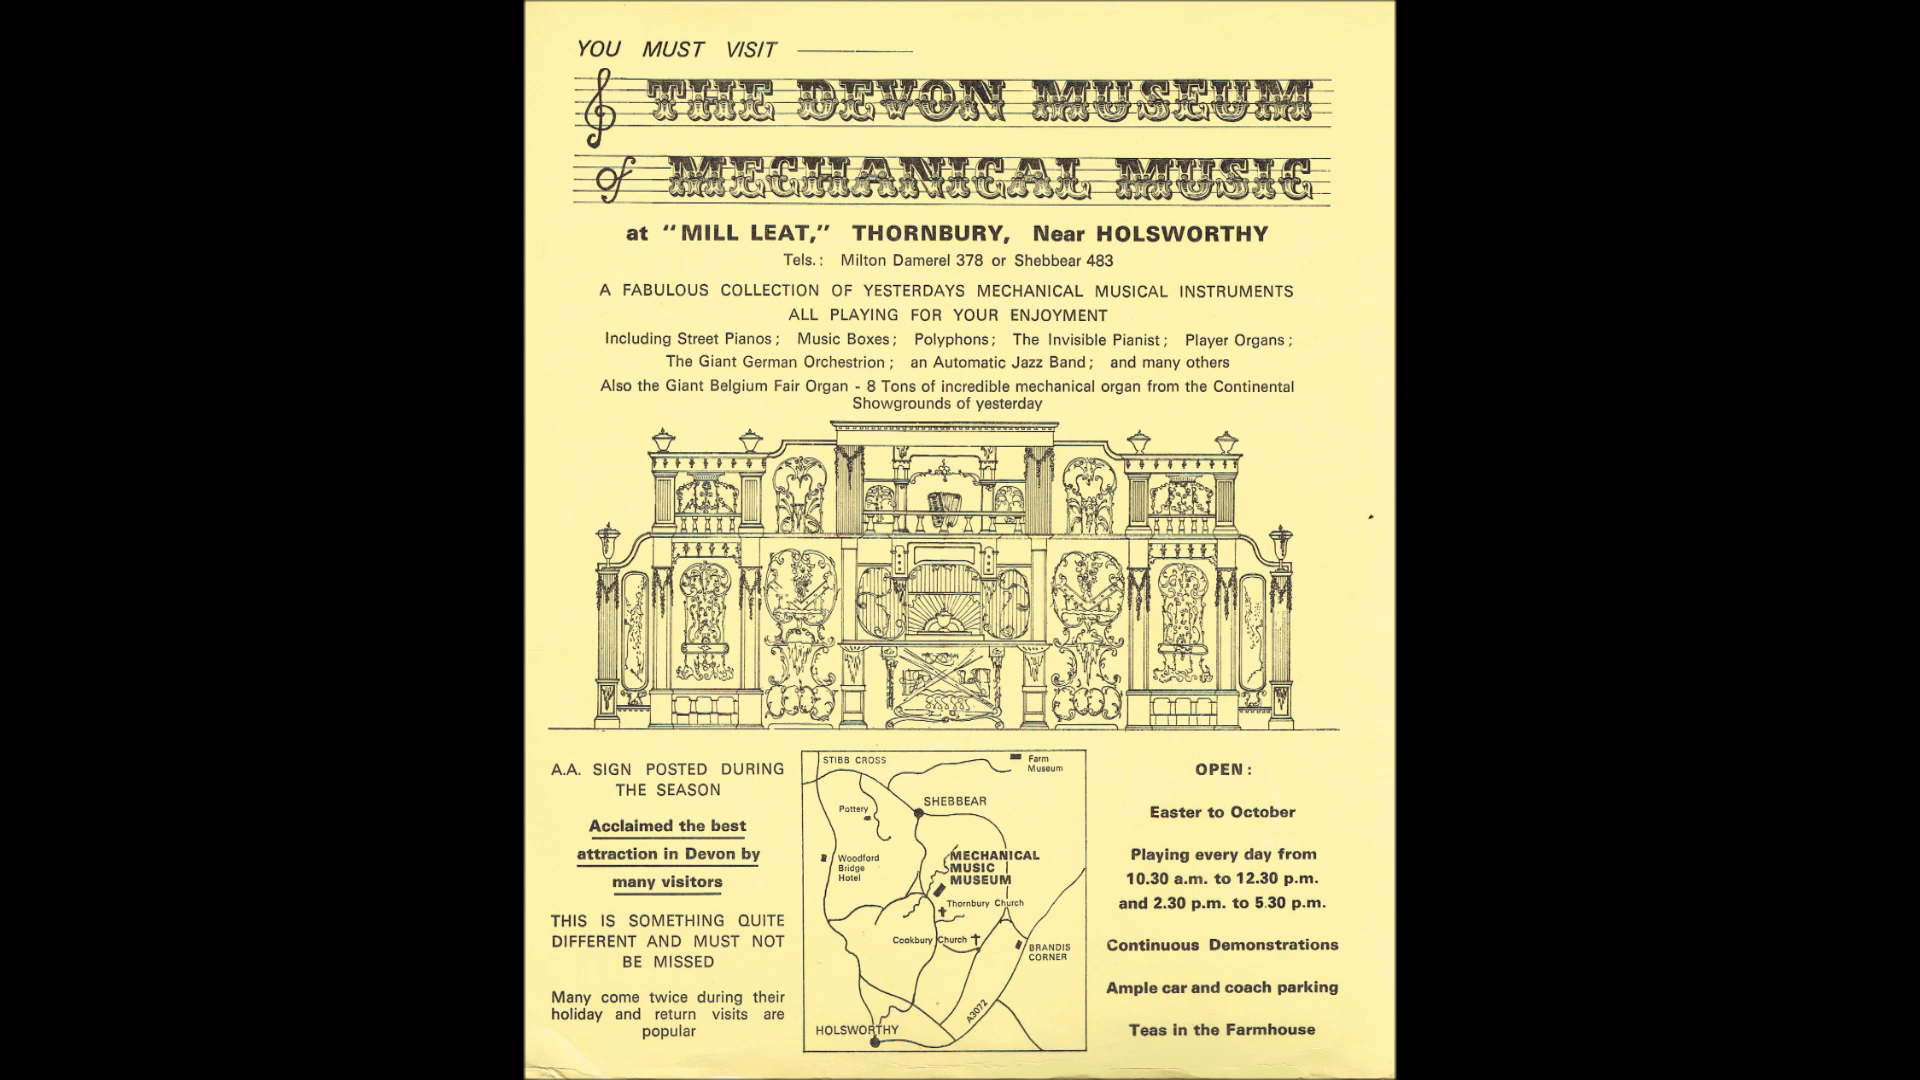 YOU MUST VISIT
THE DEVON MUSEUM
of MECHANICAL MUSIC
at "MILL LEAT," THORNBURY, Near HOLSWORTHY
Tels.: Milton Damerel 378 or Shebbear 483
A FABULOUS COLLECTION OF YESTERDAYS MECHANICAL MUSICAL INSTRUMENTS
ALL PLAYING FOR YOUR ENJOYMENT
Including Street Pianos; Music Boxes; Polyphons; The Invisible Pianist; Player Organs;
The Giant German Orchestrion; an Automatic Jazz Band; and many others
Also the Giant Belgium Fair Organ - 8 Tons of incredible mechanical organ from the Continental
Showgrounds of yesterday
A.A. SIGN POSTED DURING
THE SEASON
Acclaimed the best
attraction in Devon by
many visitors
THIS IS SOMETHING QUITE
DIFFERENT AND MUST NOT
BE MISSED
Many come twice during their
holiday and return visits are
popular
STIBB CROSS
Farm
Museum
SHEBBEAR
Pottery
Woodford
Bridge
Hotel
MECHANICAL
MUSIC
MUSEUM
Thornbury Church
Cookbury Church
BRANDIS
CORNER
A3072
HOLSWORTHY
OPEN:
Easter to October
Playing every day from
10.30 a.m. to 12.30 p.m.
and 2.30 p.m. to 5.30 p.m.
Continuous Demonstrations
Ample car and coach parking
Teas in the Farmhouse